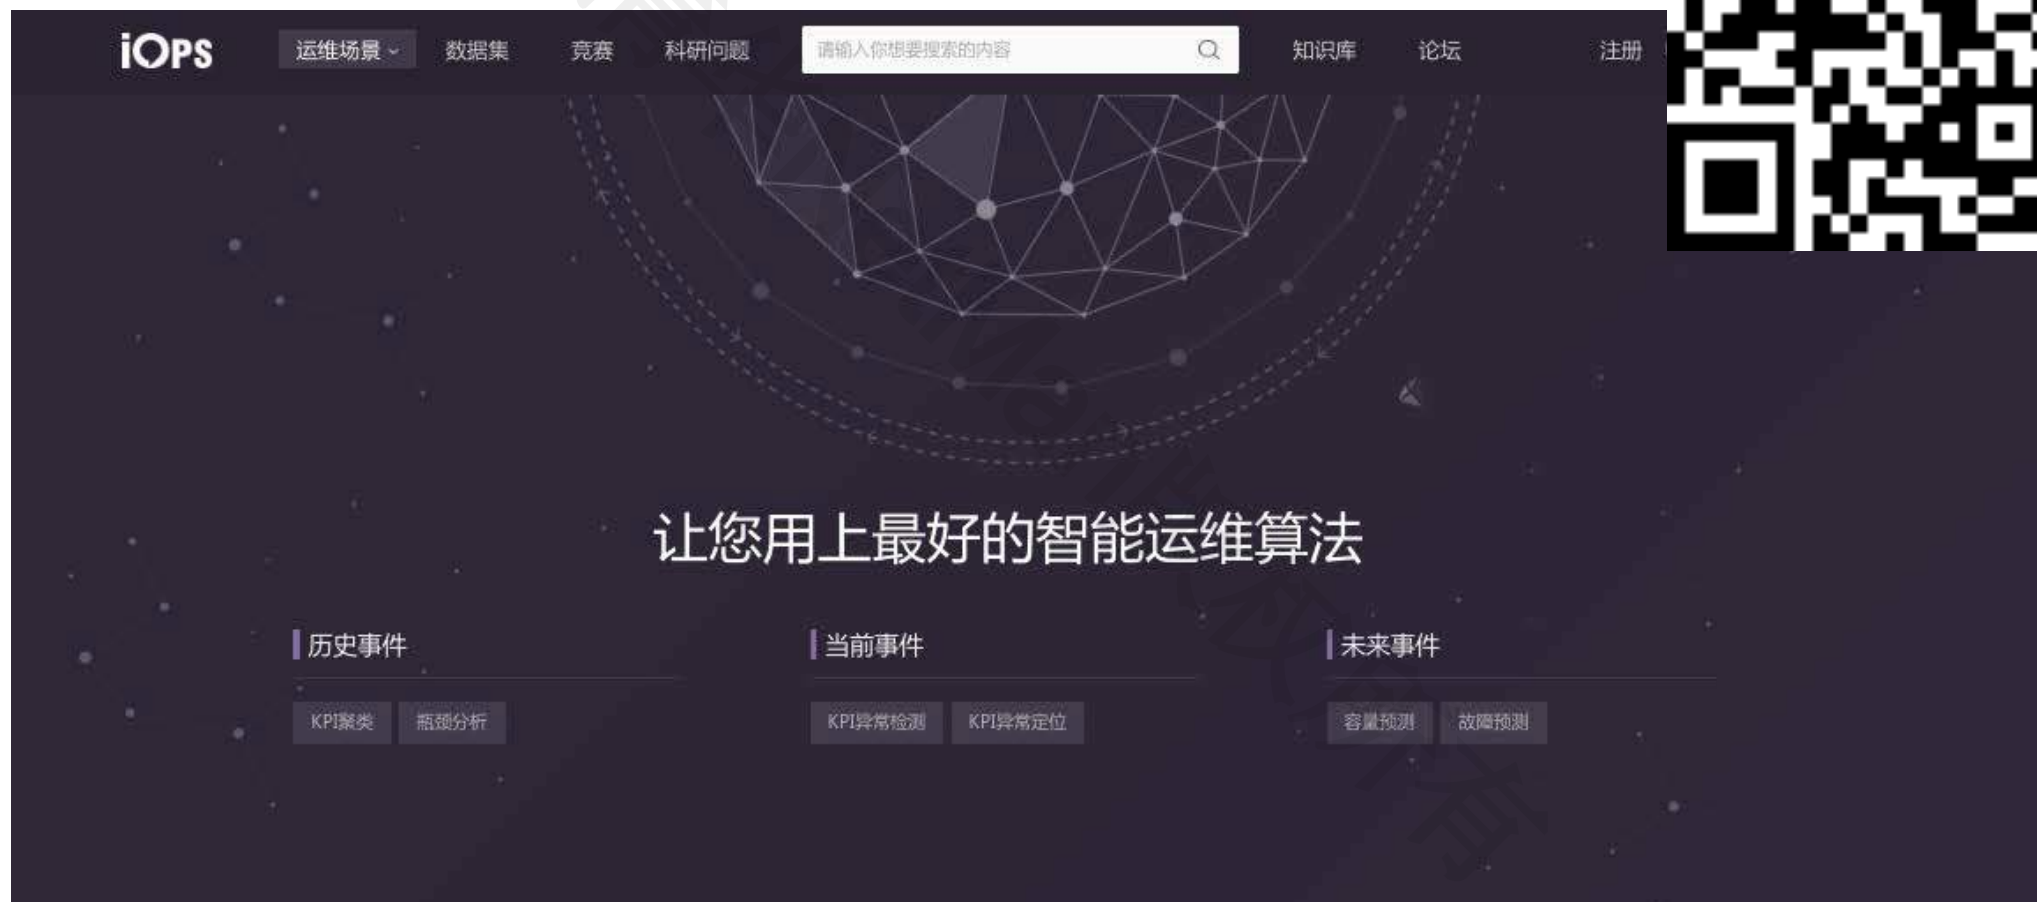 iOPS 运维场景 数据集 竞赛 科研问题 请输入你想要搜索的内容 知识库 论坛 注册
让您用上最好的智能运维算法
历史事件 当前事件 未来事件
KPI聚类 瓶颈分析 KPI异常检测 KPI异常定位 容量预测 故障预测